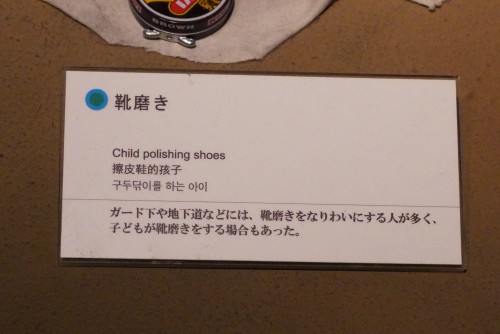 BROWN
靴磨き
Child polishing shoes
擦皮鞋的孩子
구두닦이를 하는 아이
ガード下や地下道などには、靴磨きをなりわいにする人が多く、
子どもが靴磨きをする場合もあった。